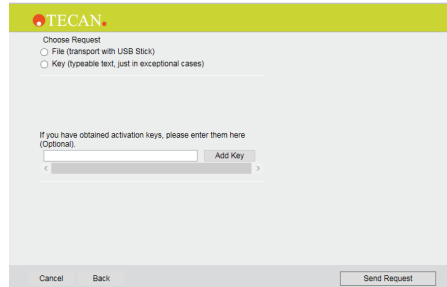 TECAN.
Choose Request
File (transport with USB Stick)
Key (typeable text, just in exceptional cases)
If you have obtained activation keys, please enter them here
(Optional).
Add Key
Cancel
Back
Send Request